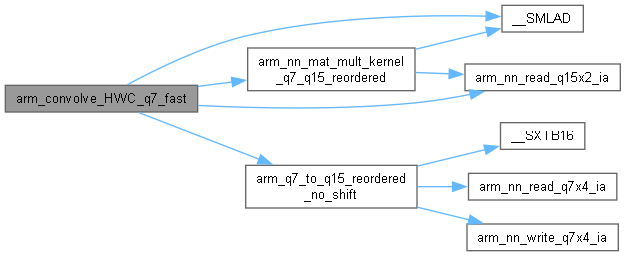 arm_convolve_HWC_q7_fast
arm_nn_mat_mult_kernel
_q7_q15_reordered
arm_q7_to_q15_reordered
_no_shift
__SMLAD
arm_nn_read_q15x2_ia
__SXTB16
arm_nn_read_q7x4_ia
arm_nn_write_q7x4_ia